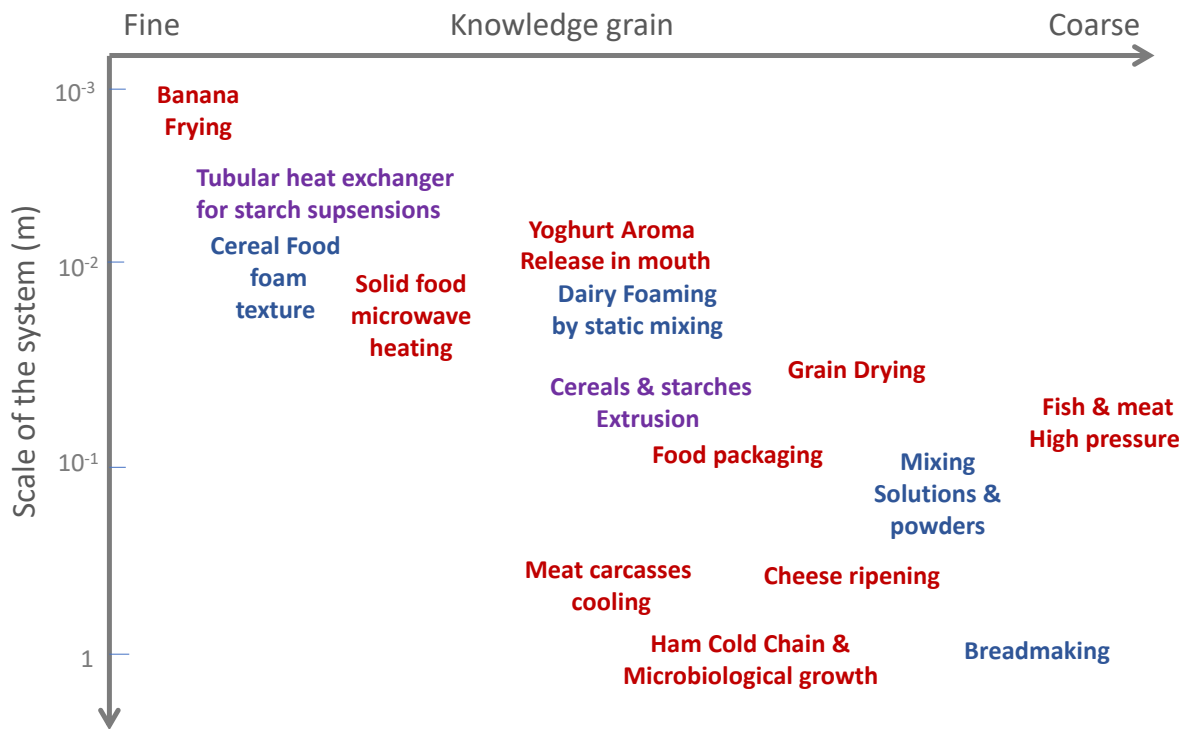 Fine Knowledge grain Coarse
Scale of the system (m)
10⁻³
Banana
Frying
Tubular heat exchanger
for starch supsensions
Cereal Food
foam
texture
10⁻²
Yoghurt Aroma
Release in mouth
Solid food
microwave
heating
Dairy Foaming
by static mixing
Grain Drying
Cereals & starches
Extrusion
Fish & meat
High pressure
Food packaging
10⁻¹
Mixing
Solutions &
powders
Meat carcasses
cooling
Cheese ripening
1
Ham Cold Chain &
Microbiological growth
Breadmaking